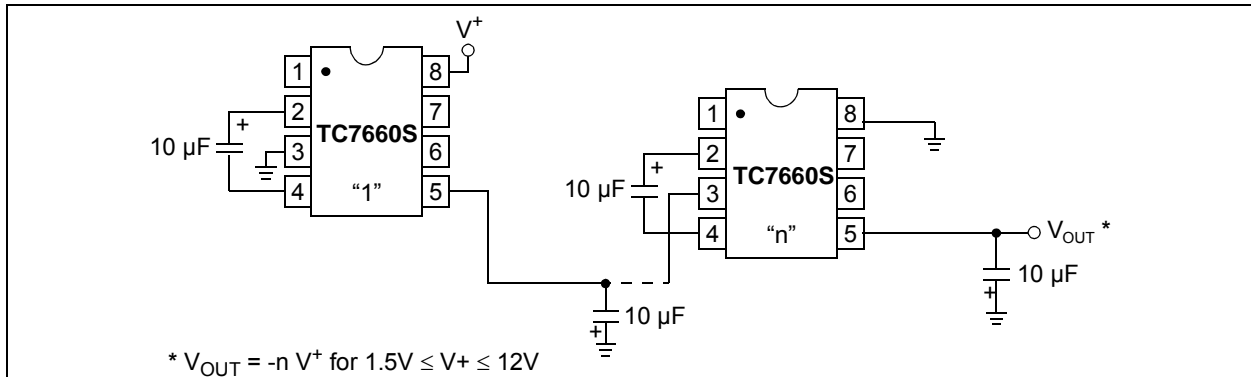 V+
1
8
2
7
TC7660S
+
10 µF
3
6
4
"1"
5
1
8
2
7
TC7660S
+
10 µF
3
6
4
"n"
5
VOUT *
10 µF
+
10 µF
+
* VOUT = -n V+ for 1.5V ≤ V+ ≤ 12V